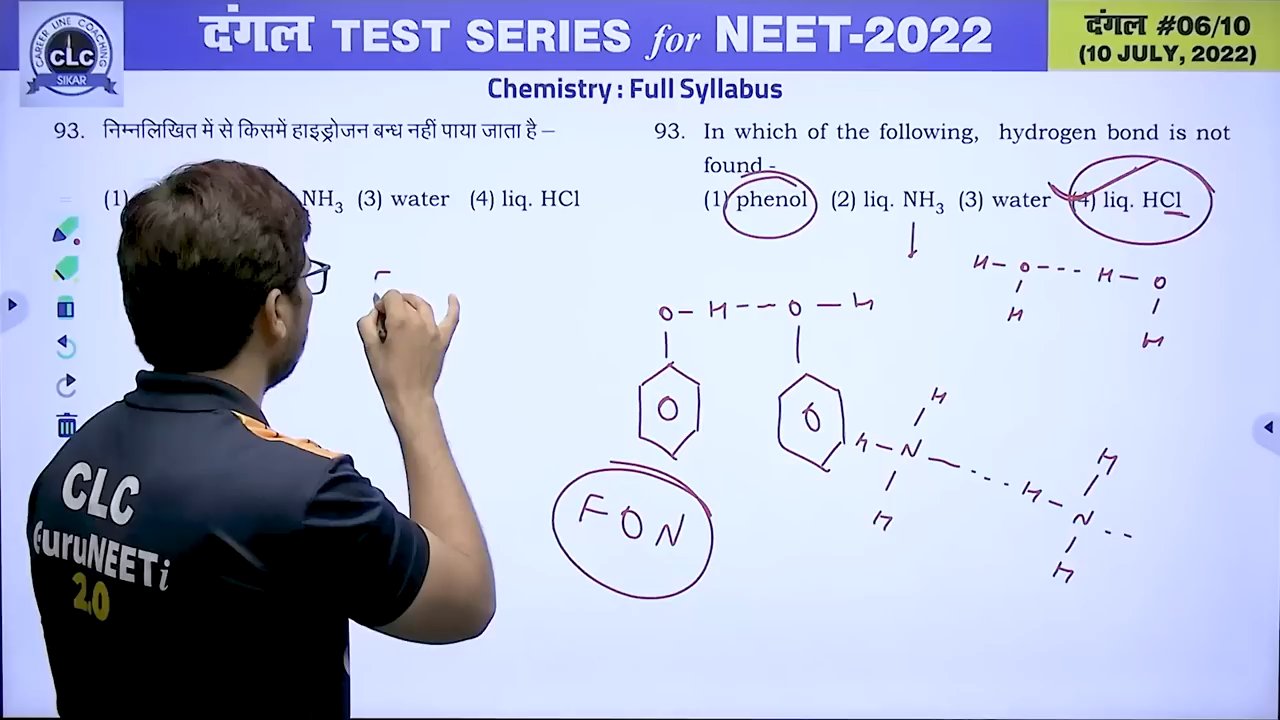 CAREER LINE COACHING
CLC
SIKAR
दंगल TEST SERIES for NEET-2022
दंगल #06/10
(10 JULY, 2022)
Chemistry : Full Syllabus
93. निम्नलिखित में से किसमें हाइड्रोजन बन्ध नहीं पाया जाता है –
(1) NH3 (3) water (4) liq. HCl
93. In which of the following, hydrogen bond is not
found -
(1) phenol (2) liq. NH3 (3) water (4) liq. HCl
H – O --- H – O
H H
O – H --- O – H
H
H – N --- H – N ---
H
H
H
F O N
CLC
GuruNEETi
2.0